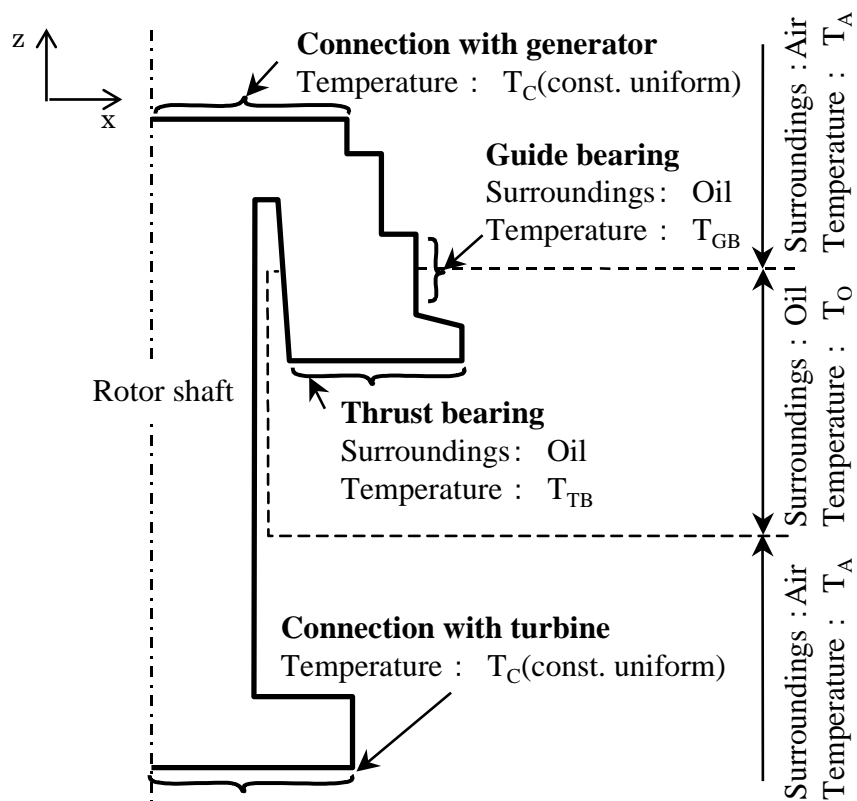 z
x
Connection with generator
Temperature : T_C(const. uniform)
Guide bearing
Surroundings: Oil
Temperature : T_GB
Rotor shaft
Thrust bearing
Surroundings: Oil
Temperature : T_TB
Connection with turbine
Temperature : T_C(const. uniform)
Surroundings : Air
Temperature : T_A
Surroundings : Oil
Temperature : T_O
Surroundings : Air
Temperature : T_A